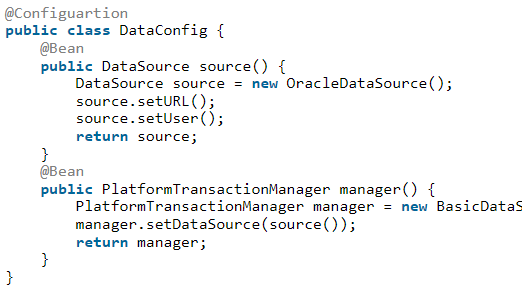 @Configuartion
public class DataConfig {
    @Bean
    public DataSource source() {
        DataSource source = new OracleDataSource();
        source.setURL();
        source.setUser();
        return source;
    }
    @Bean
    public PlatformTransactionManager manager() {
        PlatformTransactionManager manager = new BasicDataS
        manager.setDataSource(source());
        return manager;
    }
}